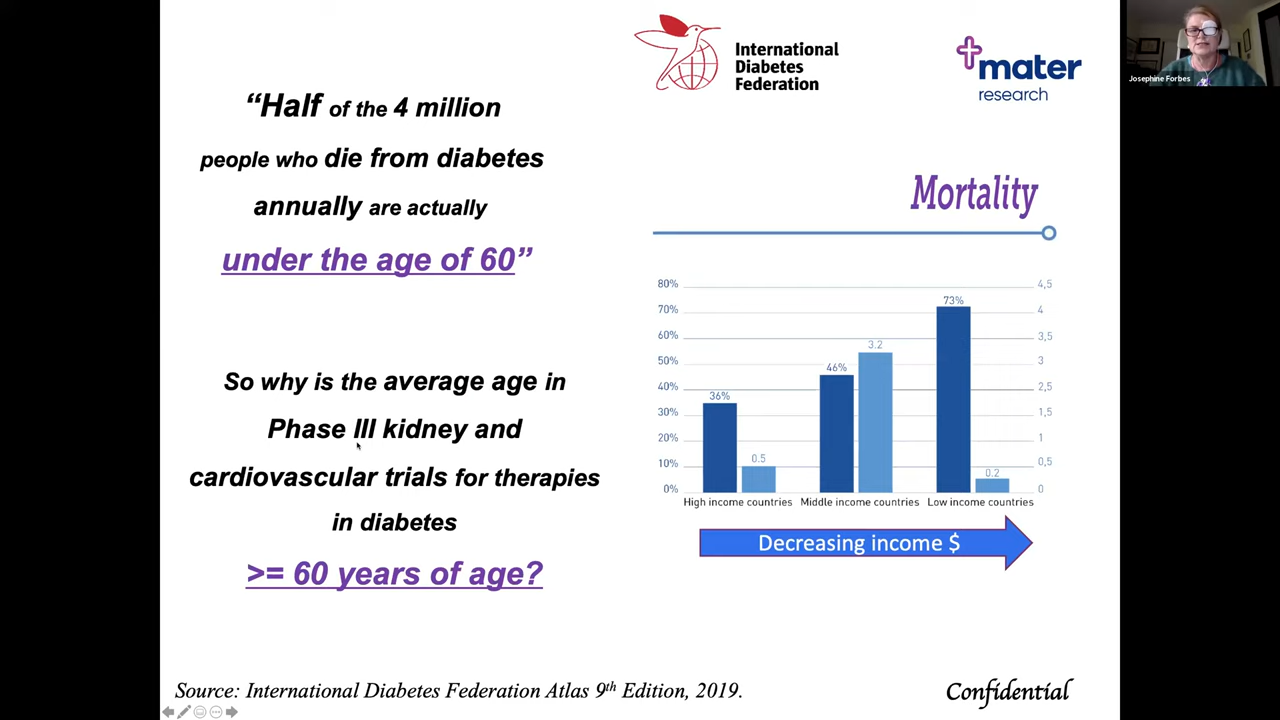 “Half of the 4 million
people who die from diabetes
annually are actually
under the age of 60”
So why is the average age in
Phase III kidney and
cardiovascular trials for therapies
in diabetes
>= 60 years of age?
International
Diabetes
Federation
mater
research
Josephine Forbes
Mortality
80%
70%
60%
50%
40%
30%
20%
10%
0%
4,5
4
3,5
3
2,5
2
1,5
1
0,5
0
36%
0.5
46%
3.2
73%
0.2
High income countries
Middle income countries
Low income countries
Decreasing income $
Source: International Diabetes Federation Atlas 9th Edition, 2019.
Confidential